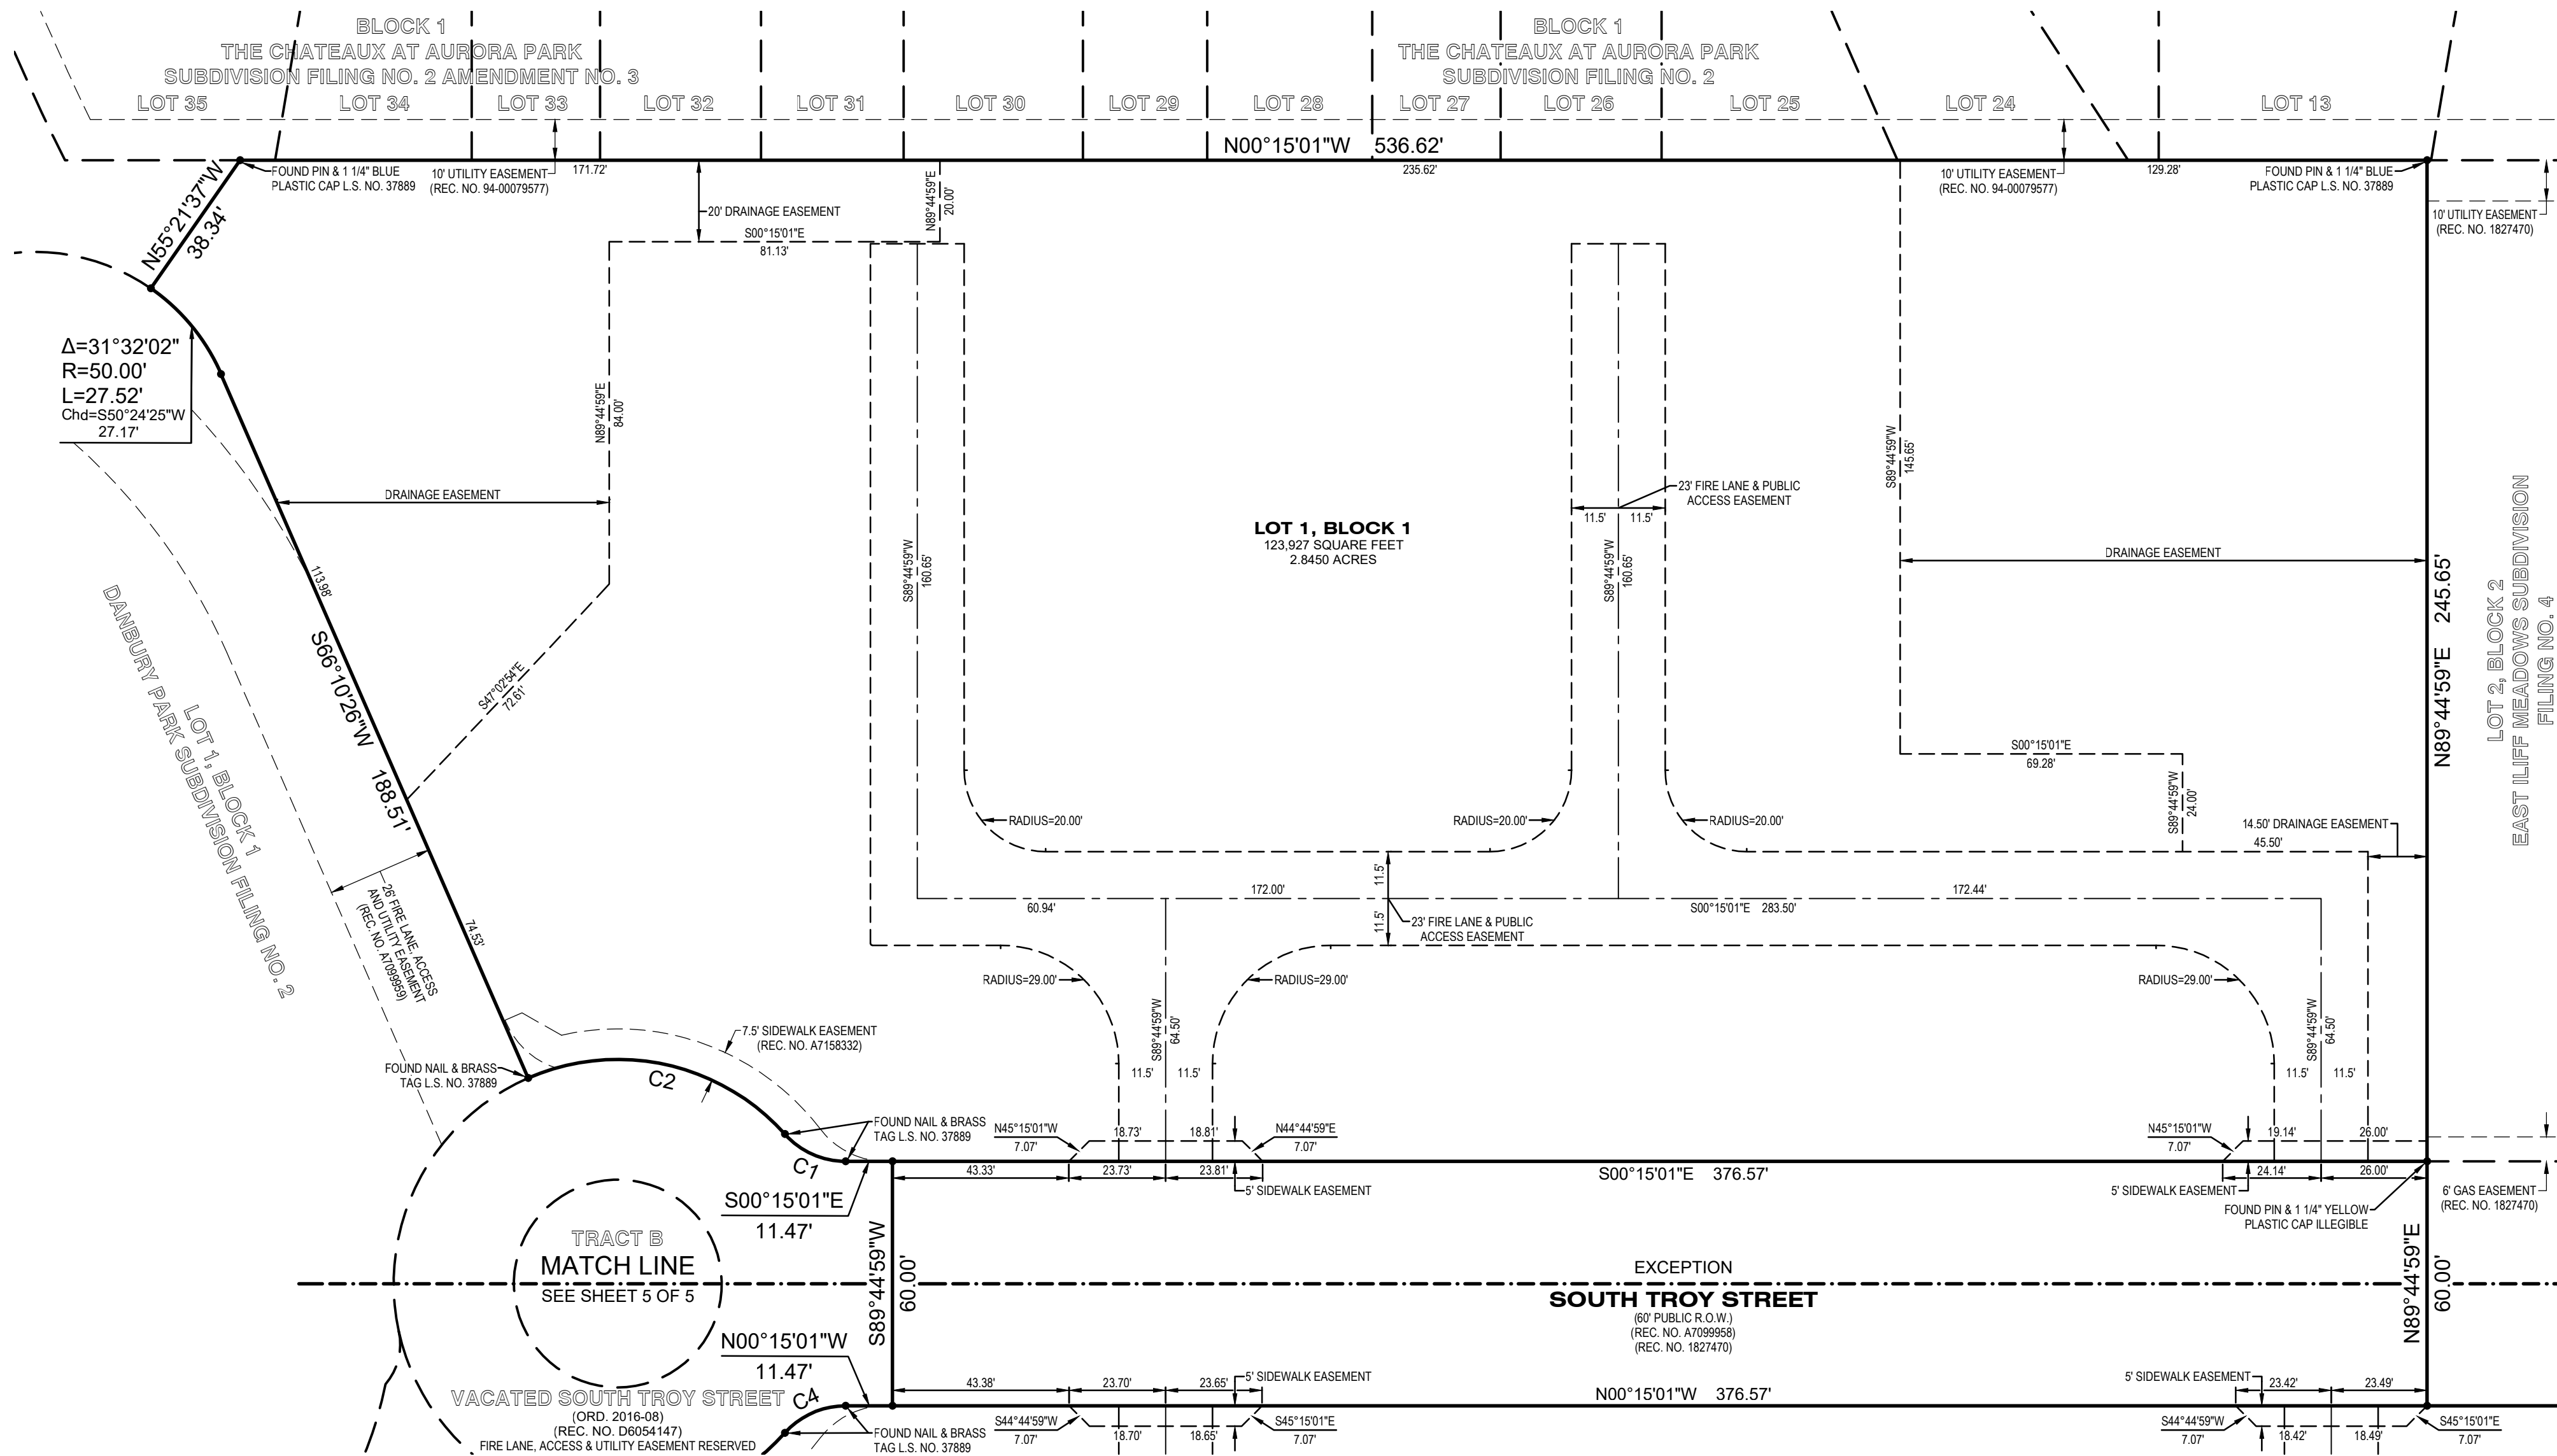 BLOCK 1
THE CHATEAUX AT AURORA PARK
SUBDIVISION FILING NO. 2 AMENDMENT NO. 3
BLOCK 1
THE CHATEAUX AT AURORA PARK
SUBDIVISION FILING NO. 2
LOT 35
LOT 34
LOT 33
LOT 32
LOT 31
LOT 30
LOT 29
LOT 28
LOT 27
LOT 26
LOT 25
LOT 24
LOT 13
N00°15'01"W 536.62'
171.72'
235.62'
129.28'
FOUND PIN & 1 1/4" BLUE
PLASTIC CAP L.S. NO. 37889
10' UTILITY EASEMENT
(REC. NO. 94-00079577)
10' UTILITY EASEMENT
(REC. NO. 94-00079577)
FOUND PIN & 1 1/4" BLUE
PLASTIC CAP L.S. NO. 37889
10' UTILITY EASEMENT
(REC. NO. 1827470)
N55°21'37"W
38.34'
20' DRAINAGE EASEMENT
N89°44'59"E
20.00'
S00°15'01"E
81.13'
Δ=31°32'02"
R=50.00'
L=27.52'
Chd=S50°24'25"W
27.17'
N89°44'59"E
84.00'
DRAINAGE EASEMENT
S89°44'59"W
145.65'
23' FIRE LANE & PUBLIC
ACCESS EASEMENT
11.5'
11.5'
LOT 1, BLOCK 1
123,927 SQUARE FEET
2.8450 ACRES
S89°44'59"W
160.65'
S89°44'59"W
160.65'
DRAINAGE EASEMENT
113.98'
S66°10'26"W 188.51'
74.53'
S47°02'54"E
72.61'
LOT 1, BLOCK 1
DANBURY PARK SUBDIVISION FILING NO. 2
26' FIRE LANE, ACCESS
AND UTILITY EASEMENT
(REC. NO. A7099959)
N89°44'59"E 245.65'
LOT 2, BLOCK 2
EAST ILIFF MEADOWS SUBDIVISION
FILING NO. 4
S00°15'01"E
69.28'
S89°44'59"W
24.00'
RADIUS=20.00'
RADIUS=20.00'
RADIUS=20.00'
14.50' DRAINAGE EASEMENT
45.50'
11.5'
11.5'
172.00'
172.44'
60.94'
S00°15'01"E 283.50'
23' FIRE LANE & PUBLIC
ACCESS EASEMENT
RADIUS=29.00'
RADIUS=29.00'
RADIUS=29.00'
S89°44'59"W
64.50'
S89°44'59"W
64.50'
11.5'
11.5'
11.5'
11.5'
7.5' SIDEWALK EASEMENT
(REC. NO. A7158332)
FOUND NAIL & BRASS
TAG L.S. NO. 37889
C2
FOUND NAIL & BRASS
TAG L.S. NO. 37889
C1
N45°15'01"W
7.07'
18.73'
18.81'
N44°44'59"E
7.07'
N45°15'01"W
7.07'
19.14'
26.00'
43.33'
23.73'
23.81'
S00°15'01"E 376.57'
24.14'
26.00'
5' SIDEWALK EASEMENT
5' SIDEWALK EASEMENT
6' GAS EASEMENT
(REC. NO. 1827470)
FOUND PIN & 1 1/4" YELLOW
PLASTIC CAP ILLEGIBLE
S00°15'01"E
11.47'
TRACT B
MATCH LINE
SEE SHEET 5 OF 5
S89°44'59"W
60.00'
EXCEPTION
SOUTH TROY STREET
(60' PUBLIC R.O.W.)
(REC. NO. A7099958)
(REC. NO. 1827470)
N89°44'59"E
60.00'
N00°15'01"W
11.47'
VACATED SOUTH TROY STREET
(ORD. 2016-08)
(REC. NO. D6054147)
FIRE LANE, ACCESS & UTILITY EASEMENT RESERVED
C4
43.38'
23.70'
23.65'
5' SIDEWALK EASEMENT
N00°15'01"W 376.57'
5' SIDEWALK EASEMENT
23.42'
23.49'
FOUND NAIL & BRASS
TAG L.S. NO. 37889
S44°44'59"W
7.07'
18.70'
18.65'
S45°15'01"E
7.07'
S44°44'59"W
7.07'
18.42'
18.49'
S45°15'01"E
7.07'